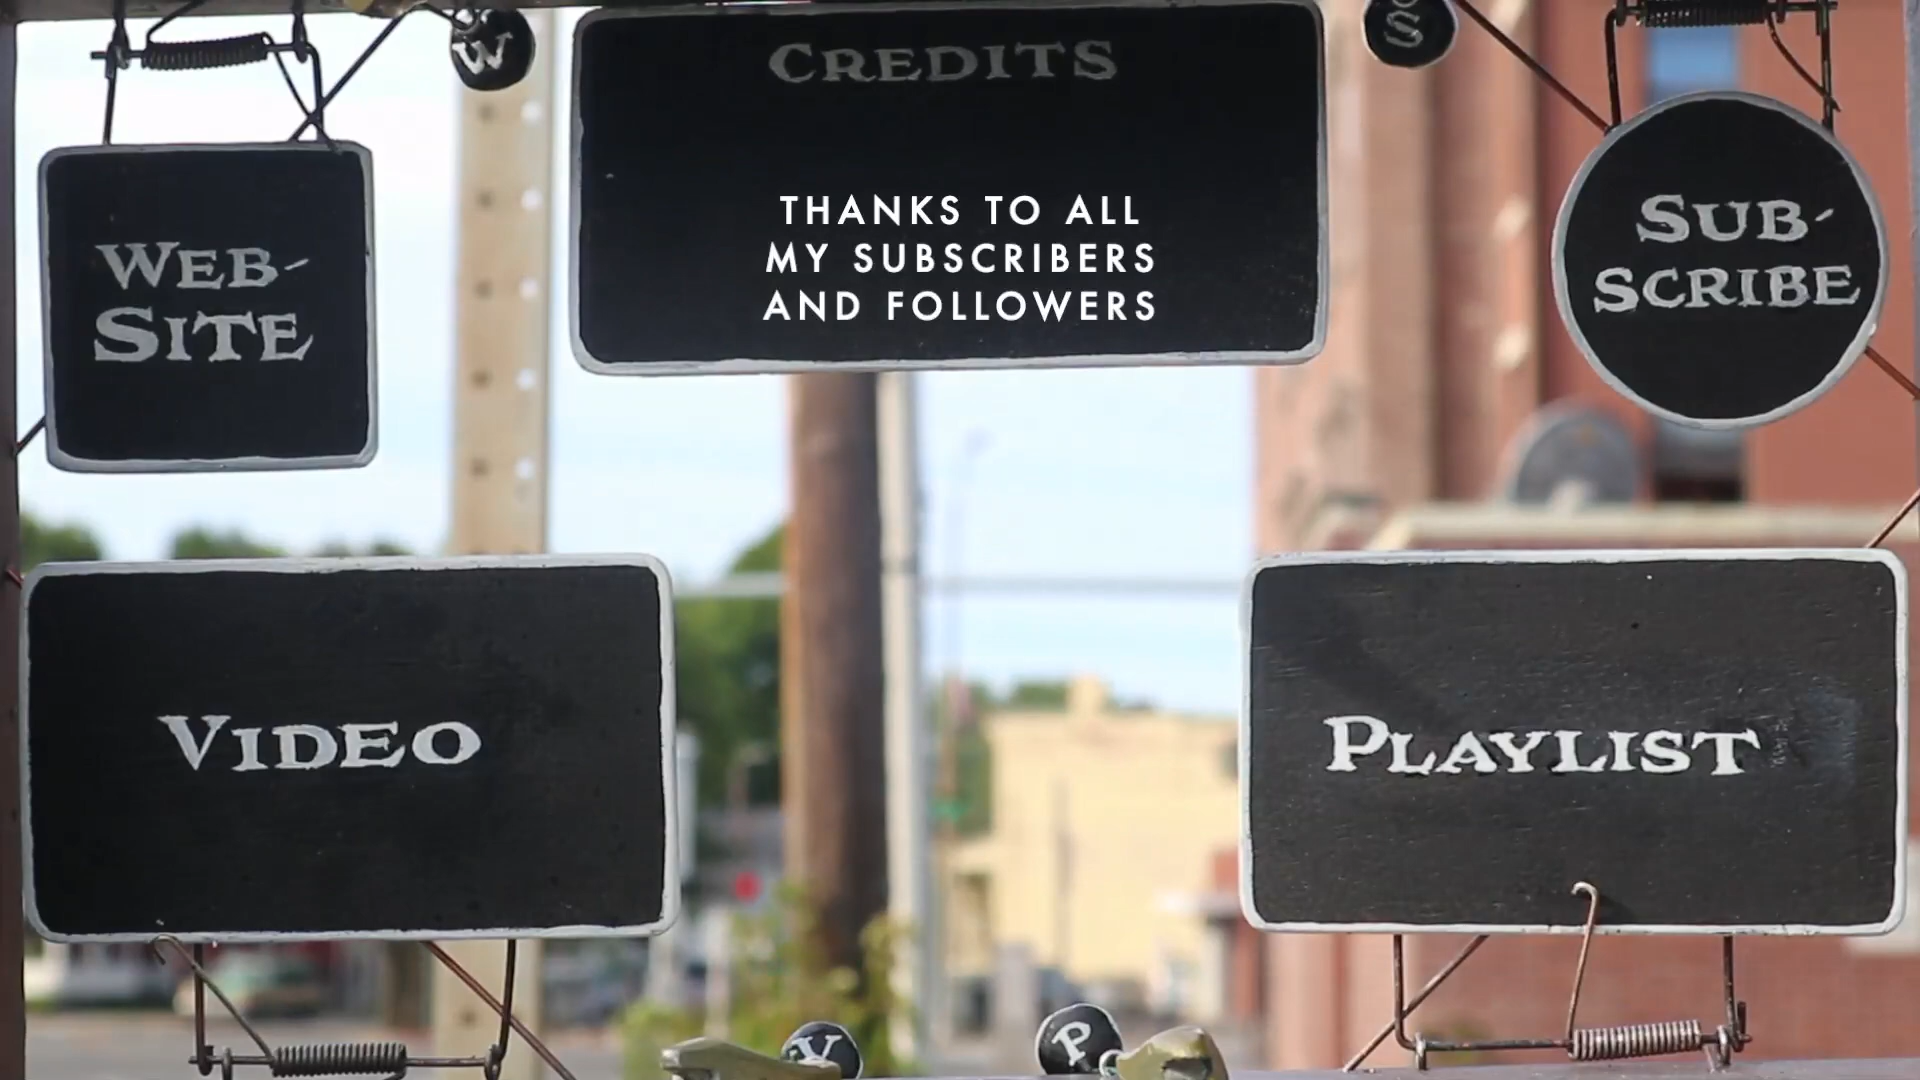 W
CREDITS
S
THANKS TO ALL
MY SUBSCRIBERS
AND FOLLOWERS
WEB-
SITE
SUB-
SCRIBE
VIDEO
PLAYLIST
V
P